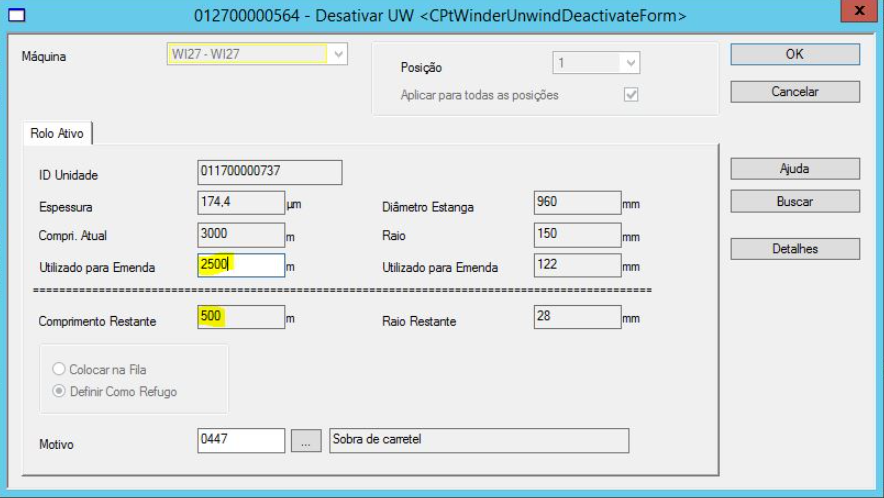 012700000564 - Desativar UW <CPtWinderUnwindDeactivateForm>
x
Máquina WI27 - WI27
Posição 1
Aplicar para todas as posições
OK
Cancelar
Rolo Ativo
ID Unidade 011700000737
Espessura 174,4 µm Diâmetro Estanga 960 mm
Compri. Atual 3000 m Raio 150 mm
Utilizado para Emenda 2500 m Utilizado para Emenda 122 mm
==========================================================================================
Comprimento Restante 500 m Raio Restante 28 mm
Colocar na Fila
Definir Como Refugo
Motivo 0447 ... Sobra de carretel
Ajuda
Buscar
Detalhes